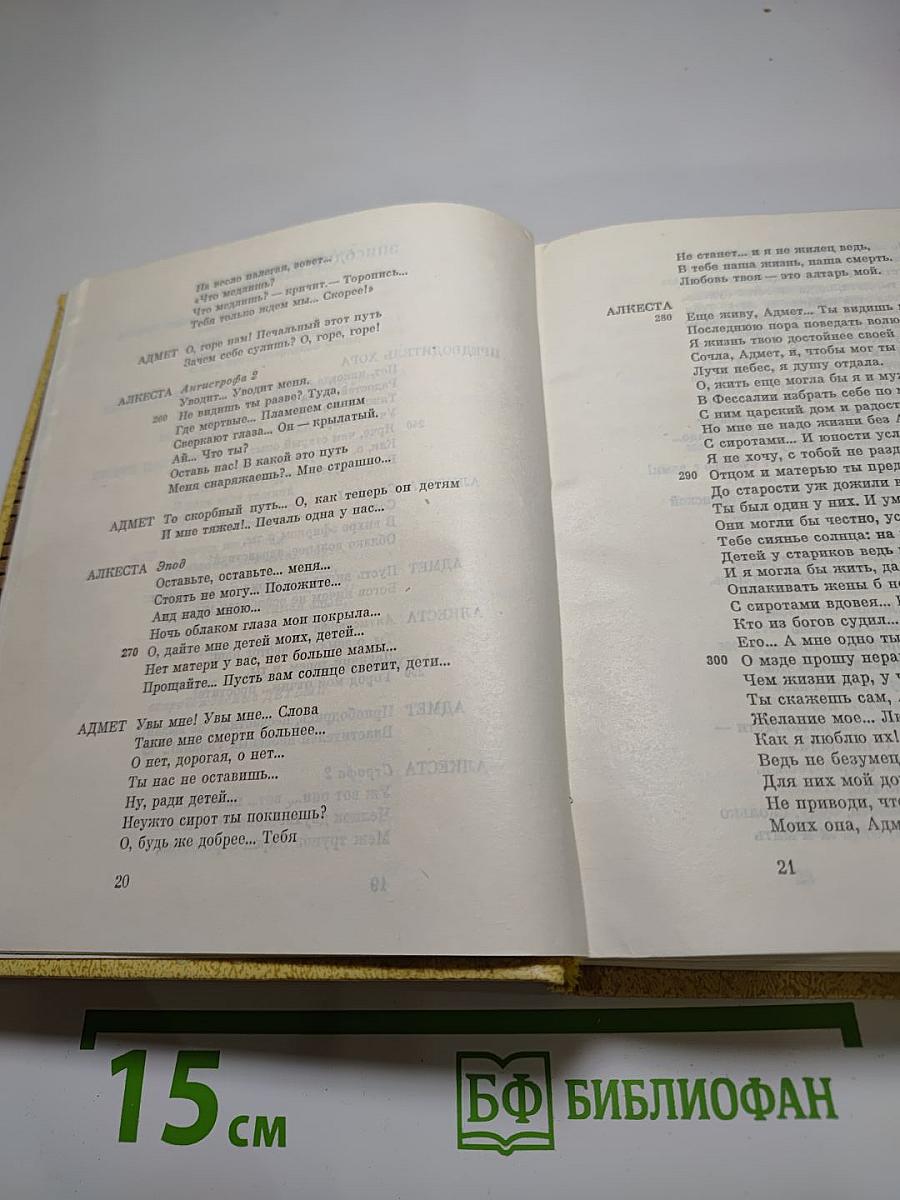 На весло налегая, зовет...
«Что медлишь?
Что медлишь? — кричит.— Торопись...
Тебя только ждем мы... Скорее!»
АДМЕТ О, горе нам! Печальный этот путь
Зачем себе сулишь? О, горе, горе!
АЛКЕСТА Антистрофа 2
Уводит... Уводит меня.
260 Не видишь ты разве? Туда,
Где мертвые... Пламенем синим
Сверкают глаза... Он — крылатый.
Ай... Что ты?
Оставь нас! В какой это путь
Меня снаряжаешь?.. Мне страшно...
АДМЕТ То скорбный путь... О, как теперь он детям
И мне тяжел!.. Печаль одна у нас...
АЛКЕСТА Эпод
Оставьте, оставьте... меня...
Стоять не могу... Положите...
Аид надо мною...
Ночь облаком глаза мои покрыла...
270 О, дайте мне детей моих, детей...
Нет матери у вас, нет больше мамы...
Прощайте... Пусть вам солнце светит, дети...
АДМЕТ Увы мне! Увы мне... Слова
Такие мне смерти больнее...
О нет, дорогая, о нет...
Ты нас не оставишь...
Ну, ради детей...
Неужто сирот ты покинешь?
О, будь же добрее... Тебя
20
Не станет... и я не жилец ведь,
В тебе наша жизнь, наша смерть.
Любовь твоя — это алтарь мой.
АЛКЕСТА
280 Еще живу, Адмет... Ты видишь
Последнюю пора поведать волю
Я жизнь твою достойнее своей
Сочла, Адмет, и, чтобы мог ты
Лучи небес, я душу отдала.
О, жить еще могла бы я и
В Фессалии избрать себе по
С ним царский дом и
Но мне не надо жизни без
С сиротами... И юности
Я не хочу, с тобой не
290 Отцом и матерью ты
До старости уж дожили
Ты был один у них. И
Они могли бы честно,
Тебе сиянье солнца: на
Детей у стариков ведь
И я могла бы жить,
Оплакивать жены б
С сиротами вдовея...
Кто из богов судил...
Его... А мне одно
300 О мзде прошу
Чем жизни дар, у
Ты скажешь сам,
Желание мое...
Как я люблю их!
Ведь не
Для них мой
Не приводи,
Моих она,
21
15 см
БФ БИБЛИОФАН